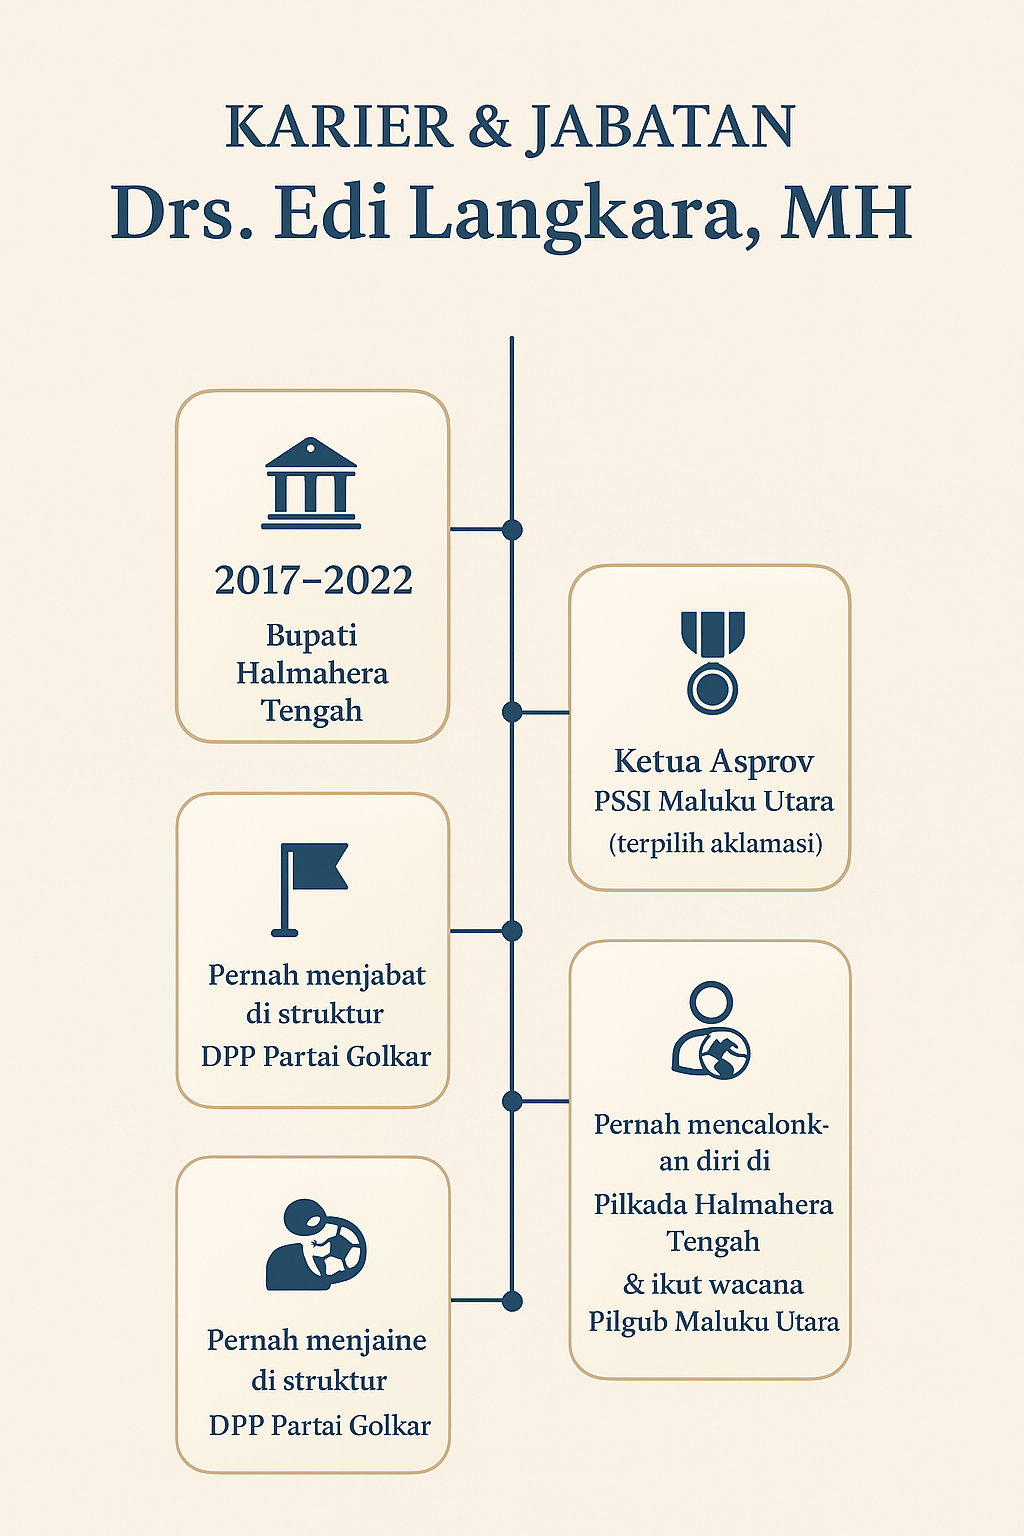 KARIER & JABATAN
Drs. Edi Langkara, MH
2017–2022
Bupati
Halmahera
Tengah
Ketua Asprov
PSSI Maluku Utara
(terpilih aklamasi)
Pernah menjabat
di struktur
DPP Partai Golkar
Pernah mencalonk-
an diri di
Pilkada Halmahera
Tengah
& ikut wacana
Pilgub Maluku Utara
Pernah menjaine
di struktur
DPP Partai Golkar